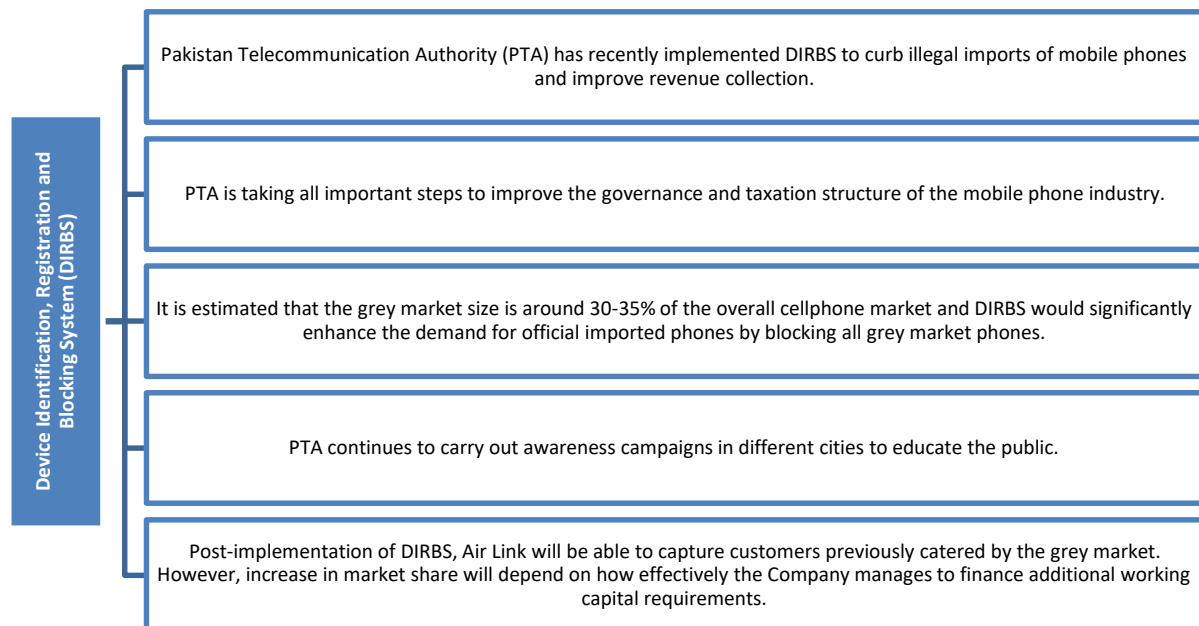 Device Identification, Registration and
Blocking System (DIRBS)
Pakistan Telecommunication Authority (PTA) has recently implemented DIRBS to curb illegal imports of mobile phones
and improve revenue collection.
PTA is taking all important steps to improve the governance and taxation structure of the mobile phone industry.
It is estimated that the grey market size is around 30-35% of the overall cellphone market and DIRBS would significantly
enhance the demand for official imported phones by blocking all grey market phones.
PTA continues to carry out awareness campaigns in different cities to educate the public.
Post-implementation of DIRBS, Air Link will be able to capture customers previously catered by the grey market.
However, increase in market share will depend on how effectively the Company manages to finance additional working
capital requirements.